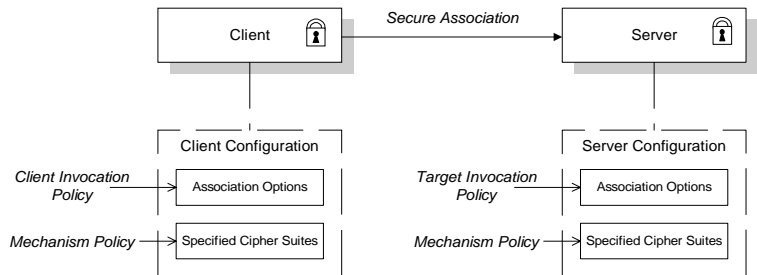 Secure Association
Client
Server
Client Configuration
Server Configuration
Client Invocation
Policy
Association Options
Target Invocation
Policy
Association Options
Mechanism Policy
Specified Cipher Suites
Mechanism Policy
Specified Cipher Suites